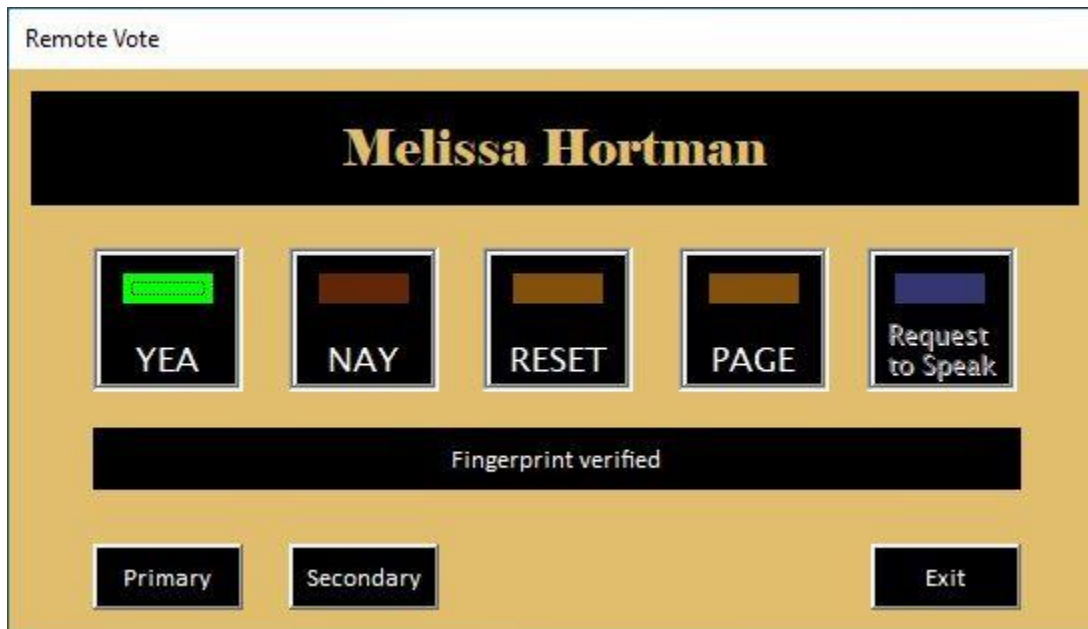 Remote Vote
Melissa Hortman
YEA NAY RESET PAGE Request to Speak
Fingerprint verified
Primary Secondary Exit